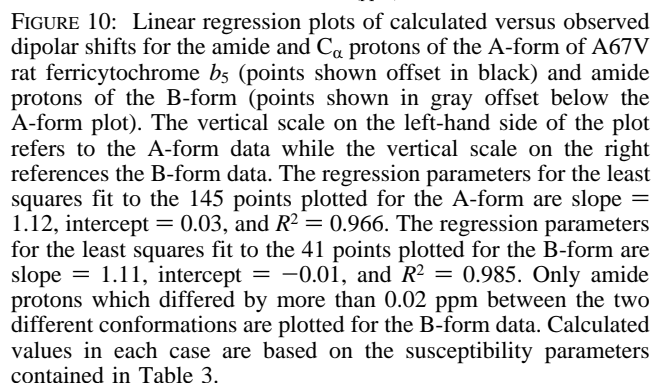 FIGURE 10: Linear regression plots of calculated versus observed
dipolar shifts for the amide and Cα protons of the A-form of A67V
rat ferricytochrome b5 (points shown offset in black) and amide
protons of the B-form (points shown in gray offset below the
A-form plot). The vertical scale on the left-hand side of the plot
refers to the A-form data while the vertical scale on the right
references the B-form data. The regression parameters for the least
squares fit to the 145 points plotted for the A-form are slope =
1.12, intercept = 0.03, and R² = 0.966. The regression parameters
for the least squares fit to the 41 points plotted for the B-form are
slope = 1.11, intercept = −0.01, and R² = 0.985. Only amide
protons which differed by more than 0.02 ppm between the two
different conformations are plotted for the B-form data. Calculated
values in each case are based on the susceptibility parameters
contained in Table 3.